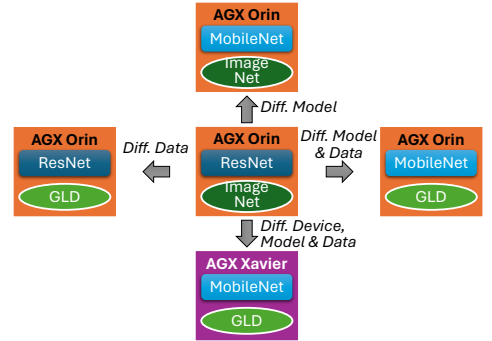 AGX Orin
MobileNet
Image
Net
Diff. Model
AGX Orin
ResNet
GLD
Diff. Data
AGX Orin
ResNet
Image
Net
Diff. Model
& Data
AGX Orin
MobileNet
GLD
Diff. Device,
Model & Data
AGX Xavier
MobileNet
GLD